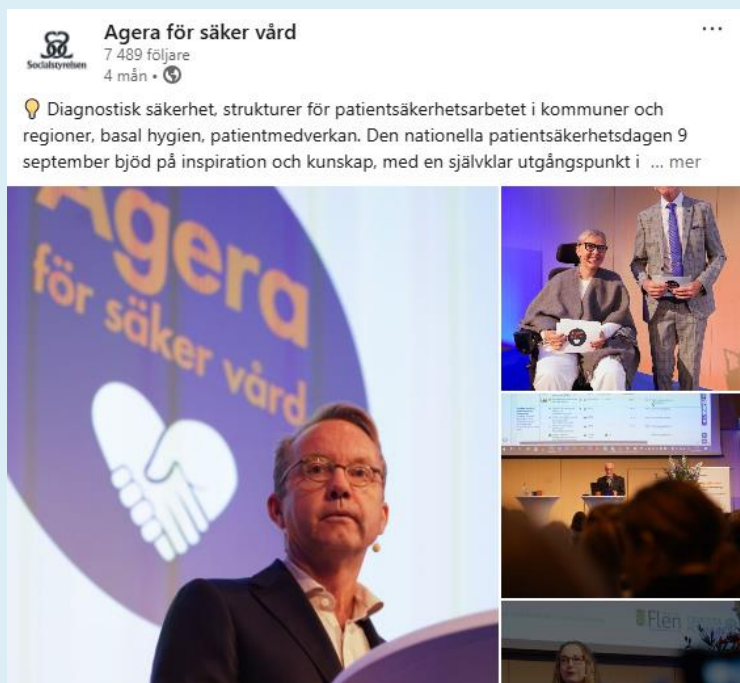 Agera för säker vård
7 489 följare
Socialstyrelsen
4 mån •
Diagnostisk säkerhet, strukturer för patientsäkerhetsarbetet i kommuner och
regioner, basal hygien, patientmedverkan. Den nationella patientsäkerhetsdagen 9
september bjöd på inspiration och kunskap, med en självklar utgångspunkt i ... mer
Agera
för säker vård
Flen